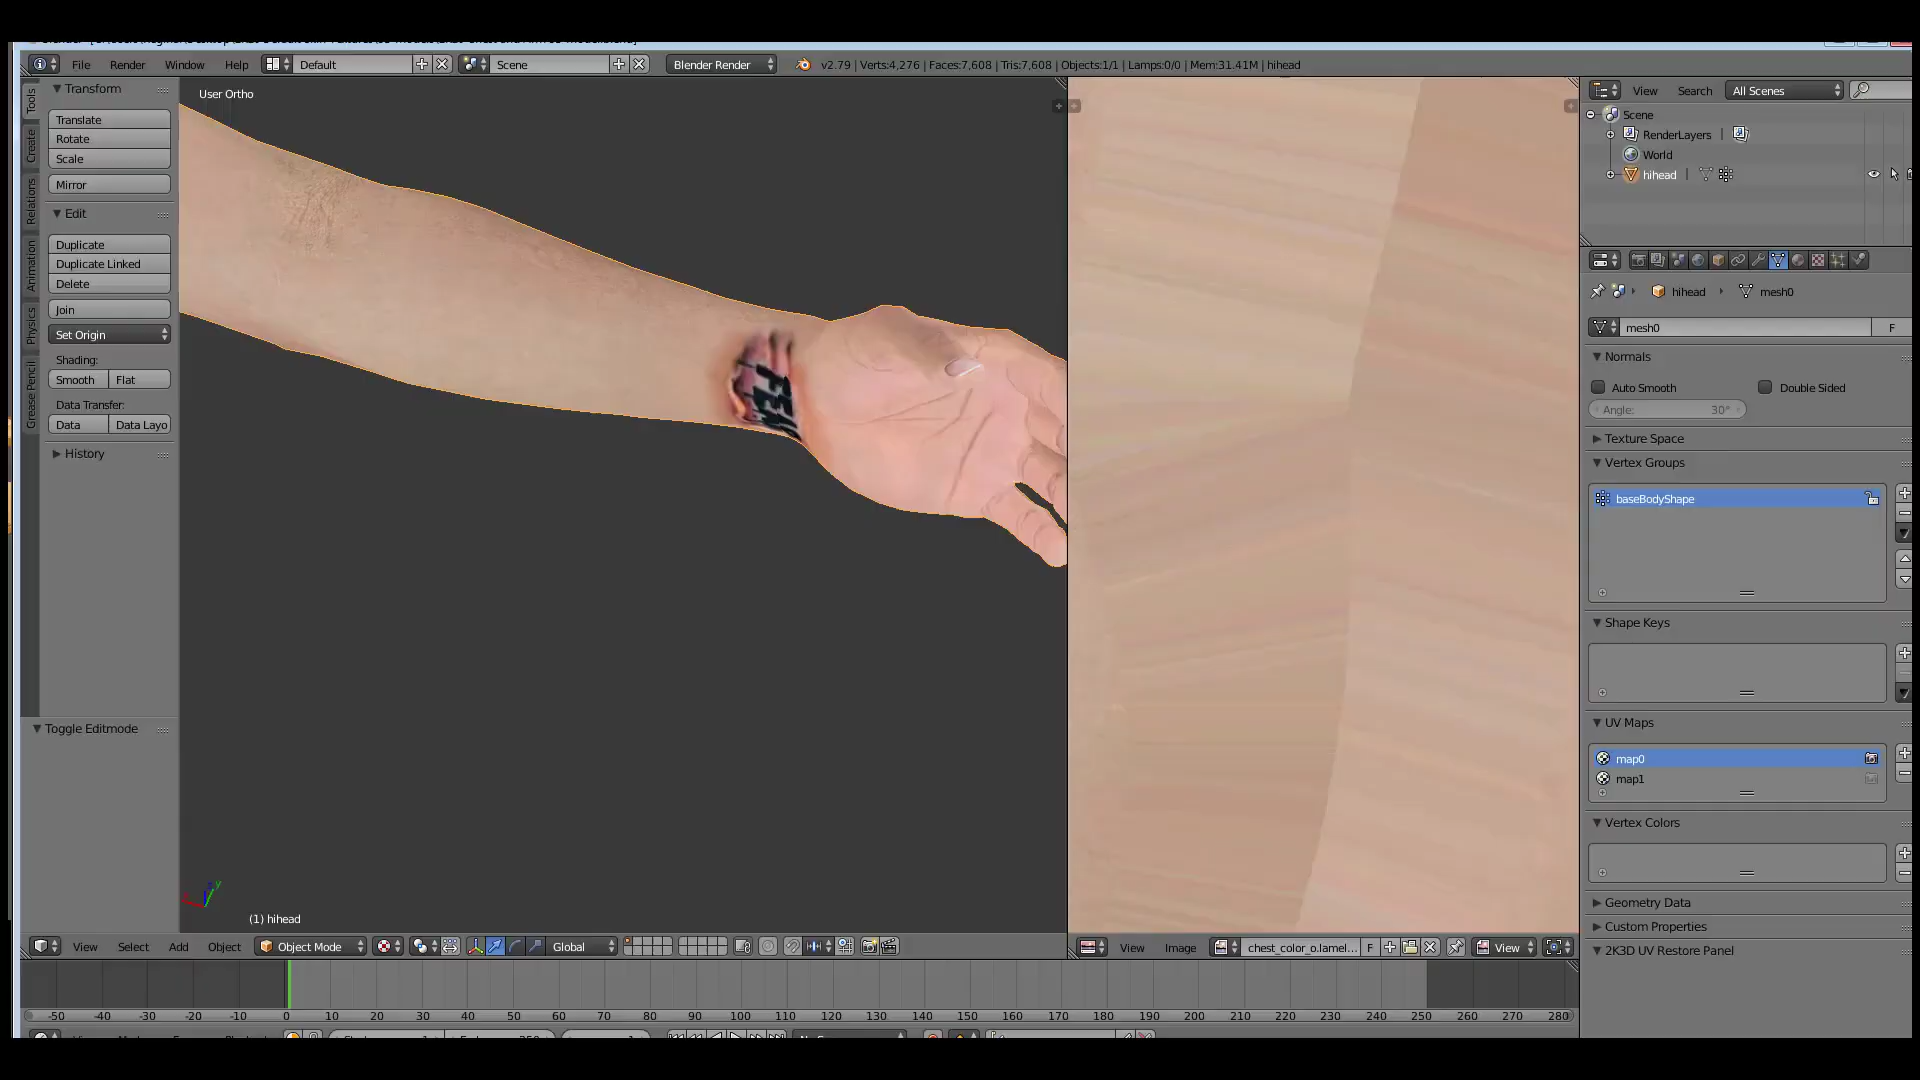 File Render Window Help Default Scene Blender Render v2.79 | Verts:4,276 | Faces:7,608 | Tris:7,608 | Objects:1/1 | Lamps:0/0 | Mem:31.41M | hihead
Tools
Create
Relations
Animation
Physics
Grease Pencil
Transform
Translate
Rotate
Scale
Mirror
Edit
Duplicate
Duplicate Linked
Delete
Join
Set Origin
Shading:
Smooth Flat
Data Transfer:
Data Data Layo
History
Toggle Editmode
User Ortho
(1) hihead
View Select Add Object Object Mode Global
View Image chest_color_o.lamel... F View
View Search All Scenes
Scene
RenderLayers
World
hihead
hihead mesh0
mesh0 F
Normals
Auto Smooth Double Sided
Angle: 30°
Texture Space
Vertex Groups
baseBodyShape
Shape Keys
UV Maps
map0
map1
Vertex Colors
Geometry Data
Custom Properties
2K3D UV Restore Panel
-50 -40 -30 -20 -10 0 10 20 30 40 50 60 70 80 90 100 110 120 130 140 150 160 170 180 190 200 210 220 230 240 250 260 270 280